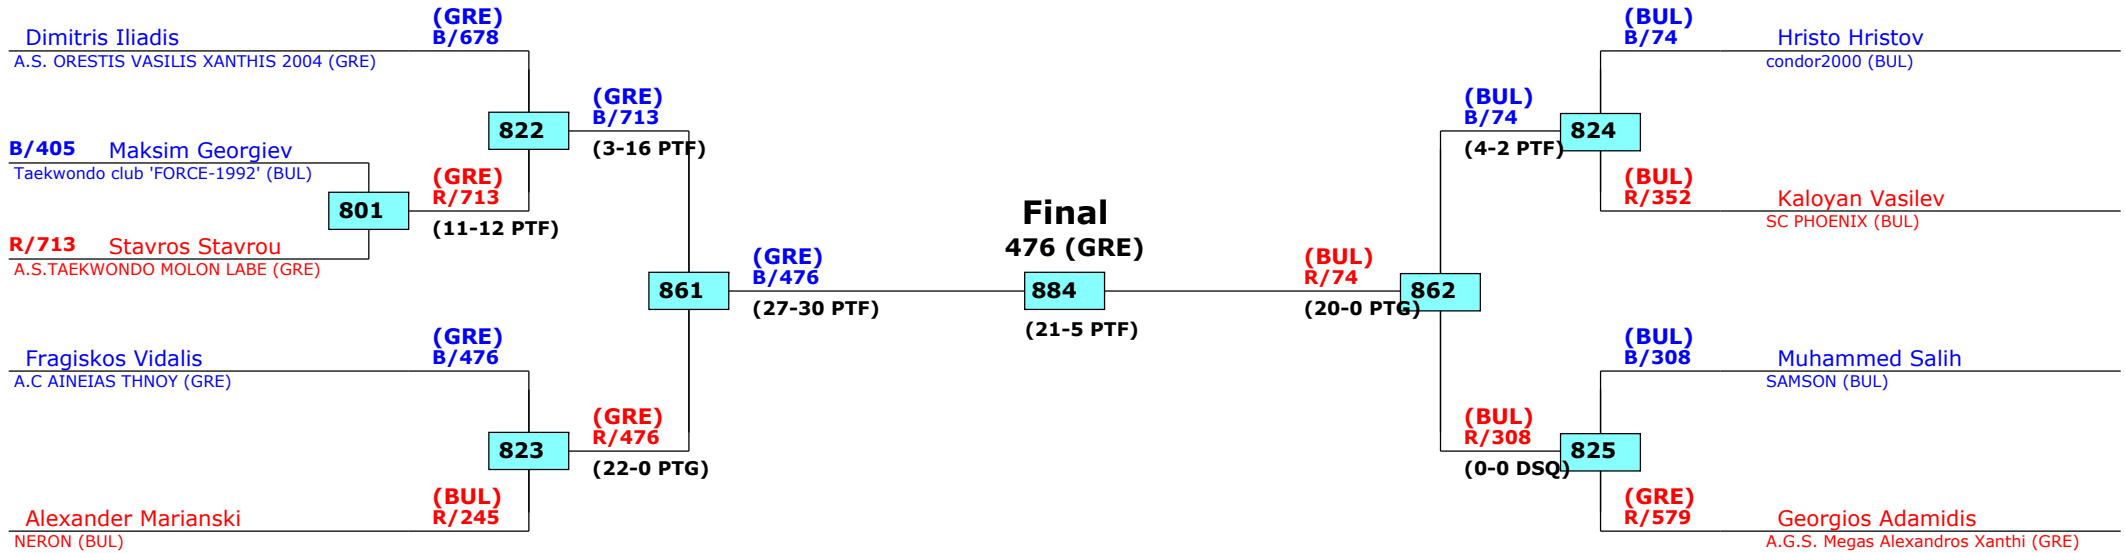 (GRE)
B/678
Dimitris Iliadis
A.S. ORESTIS VASILIS XANTHIS 2004 (GRE)
822
(GRE)
B/713
(3-16 PTF)
B/405 Maksim Georgiev
Taekwondo club 'FORCE-1992' (BUL)
801
(GRE)
R/713
(11-12 PTF)
R/713 Stavros Stavrou
A.S.TAEKWONDO MOLON LABE (GRE)
861
(GRE)
B/476
(27-30 PTF)
(GRE)
B/476
Fragiskos Vidalis
A.C AINEIAS THNOY (GRE)
823
(GRE)
R/476
(22-0 PTG)
(BUL)
R/245
Alexander Marianski
NERON (BUL)
Final
476 (GRE)
884
(21-5 PTF)
(BUL)
B/74
Hristo Hristov
condor2000 (BUL)
(BUL)
B/74
824
(4-2 PTF)
(BUL)
R/352
Kaloyan Vasilev
SC PHOENIX (BUL)
(BUL)
R/74
862
(20-0 PTG)
(BUL)
B/308
Muhammed Salih
SAMSON (BUL)
(BUL)
R/308
825
(0-0 DSQ)
(GRE)
R/579
Georgios Adamidis
A.G.S. Megas Alexandros Xanthi (GRE)